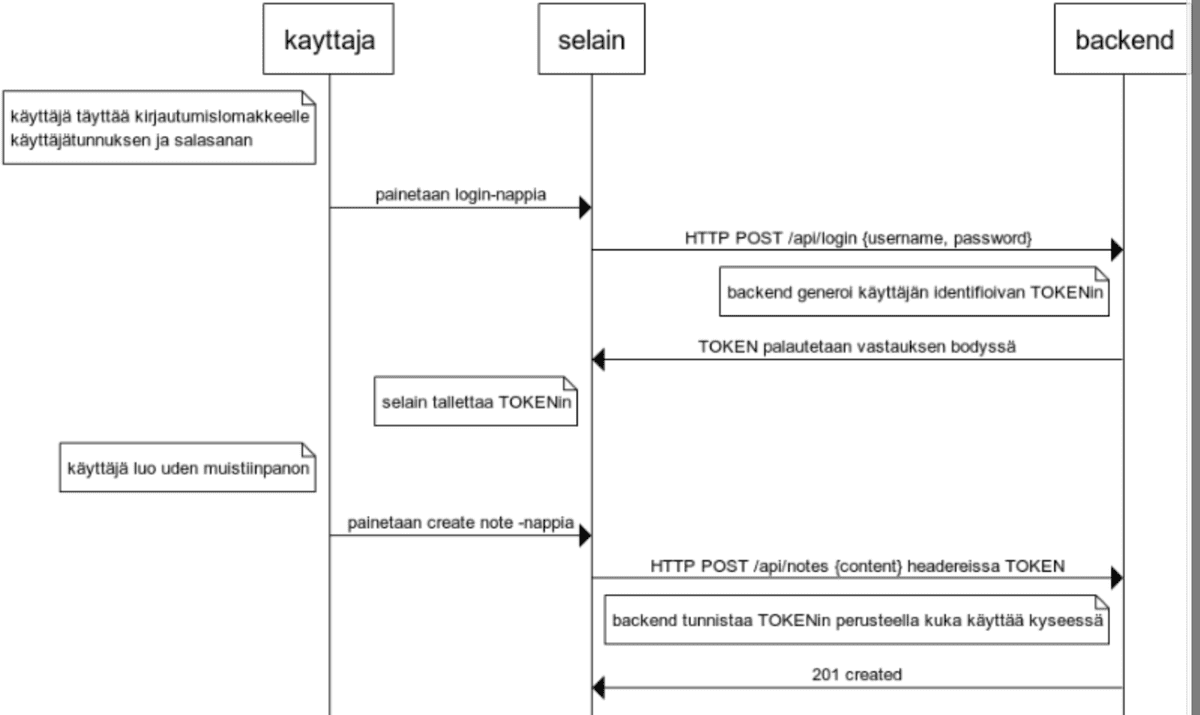 kayttaja
selain
backend
käyttäjä täyttää kirjautumislomakkeelle
käyttäjätunnuksen ja salasanan
painetaan login-nappia
HTTP POST /api/login {username, password}
backend generoi käyttäjän identifioivan TOKENin
TOKEN palautetaan vastauksen bodyssä
selain tallettaa TOKENin
käyttäjä luo uden muistiinpanon
painetaan create note -nappia
HTTP POST /api/notes {content} headereissa TOKEN
backend tunnistaa TOKENin perusteella kuka käyttää kyseessä
201 created